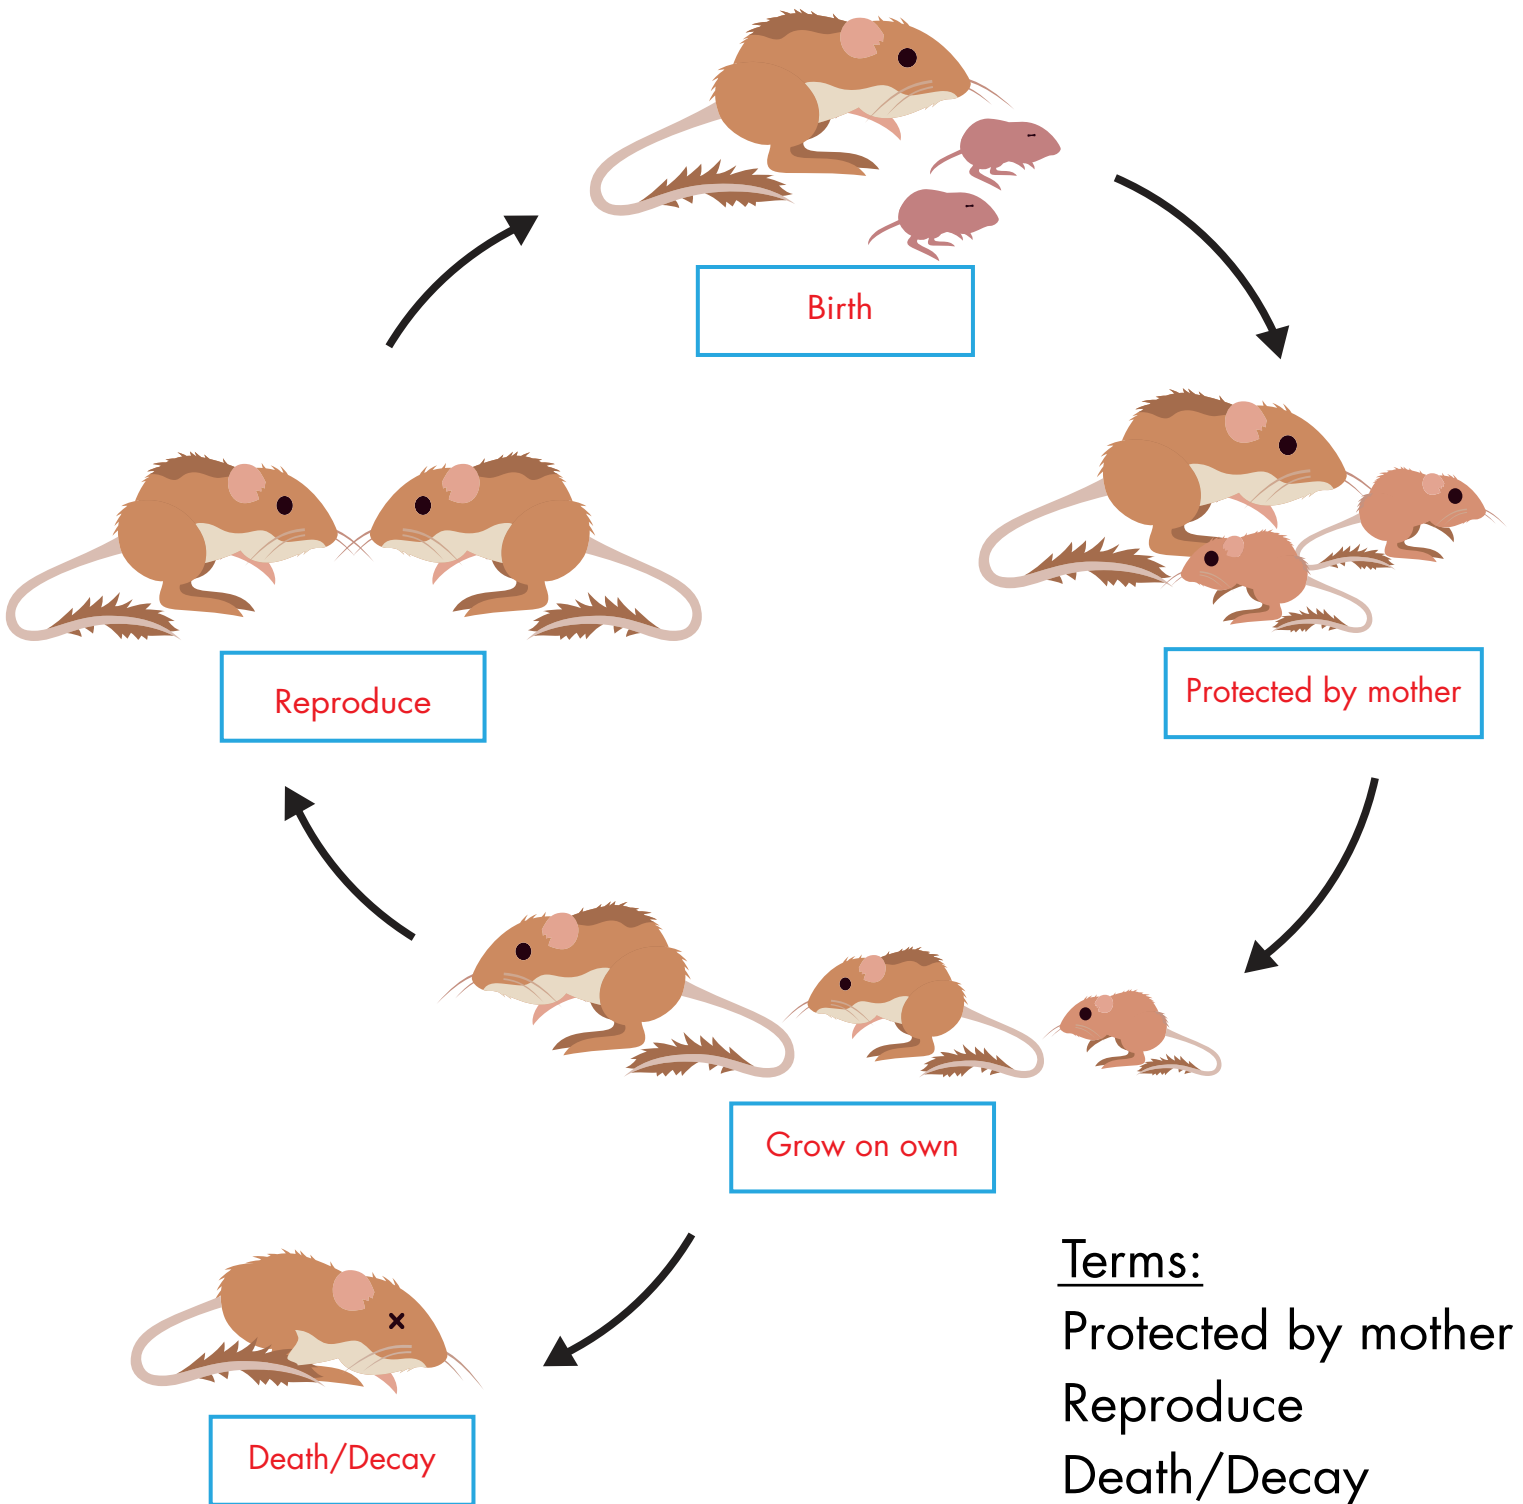 Birth
Reproduce
Protected by mother
Grow on own
Death/Decay
Terms:
Protected by mother
Reproduce
Death/Decay